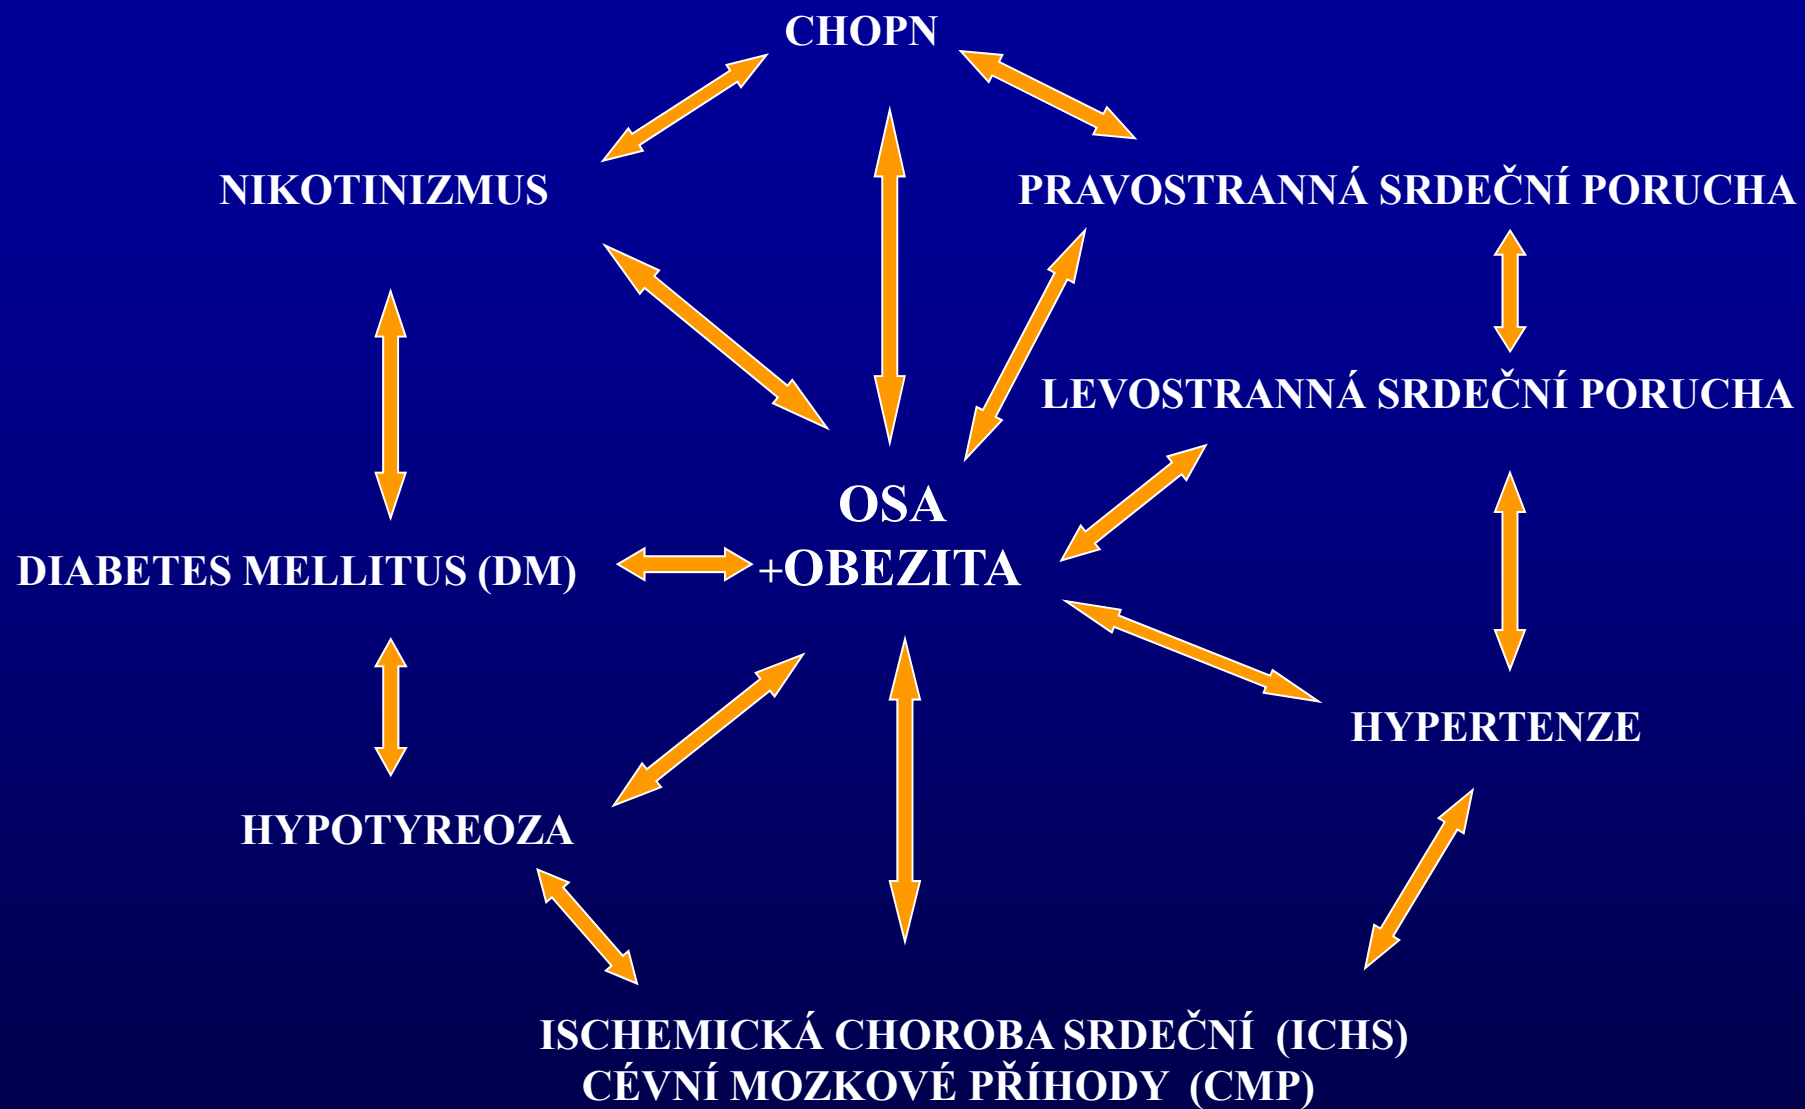 CHOPN
NIKOTINIZMUS
PRAVOSTRANNÁ SRDEČNÍ PORUCHA
LEVOSTRANNÁ SRDEČNÍ PORUCHA
OSA
+OBEZITA
DIABETES MELLITUS (DM)
HYPERTENZE
HYPOTYREOZA
ISCHEMICKÁ CHOROBA SRDEČNÍ (ICHS)
CÉVNÍ MOZKOVÉ PŘÍHODY (CMP)